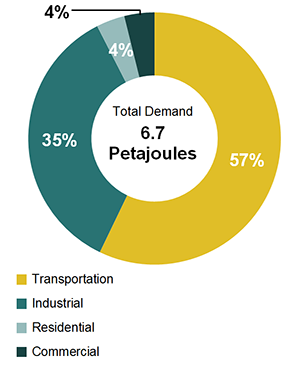 4%
4%
35%
Total Demand
6.7
Petajoules
57%
Transportation
Industrial
Residential
Commercial